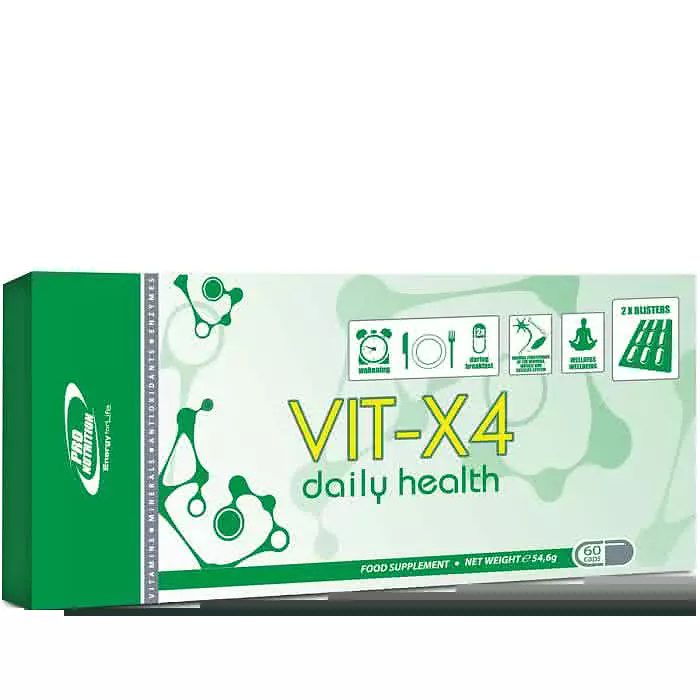 VITAMINS • MINERALS • ANTIOXIDANTS • ENZYMES
PRO
NUTRITION
Energy for Life
wakening
2x
during
breakfast
WELLNESS
WELLBEING
2 X BLISTERS
VIT-X4
daily health
FOOD SUPPLEMENT • NET WEIGHT ℮ 54,6g
60
caps